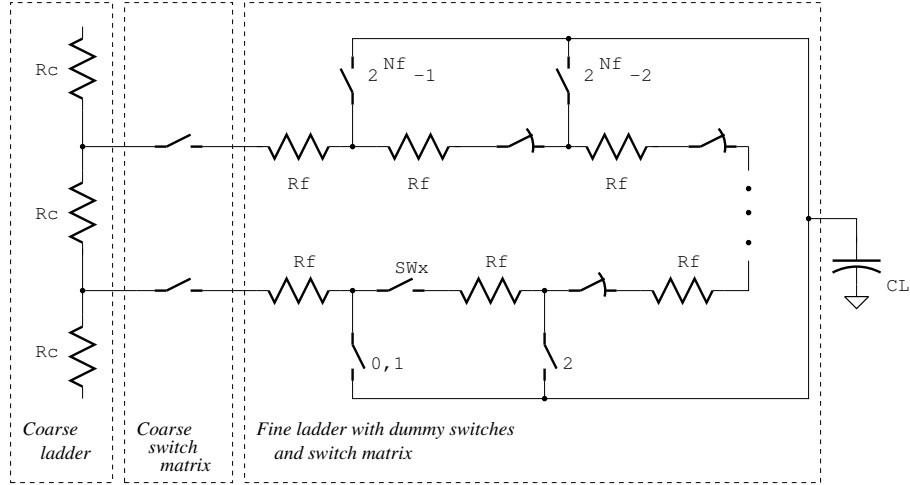 Rc
2^Nf -1
2^Nf -2
Rf
Rf
Rf
Rc
Rf
SWx
Rf
Rf
CL
Rc
0,1
2
Coarse
ladder
Coarse
switch
matrix
Fine ladder with dummy switches
and switch matrix